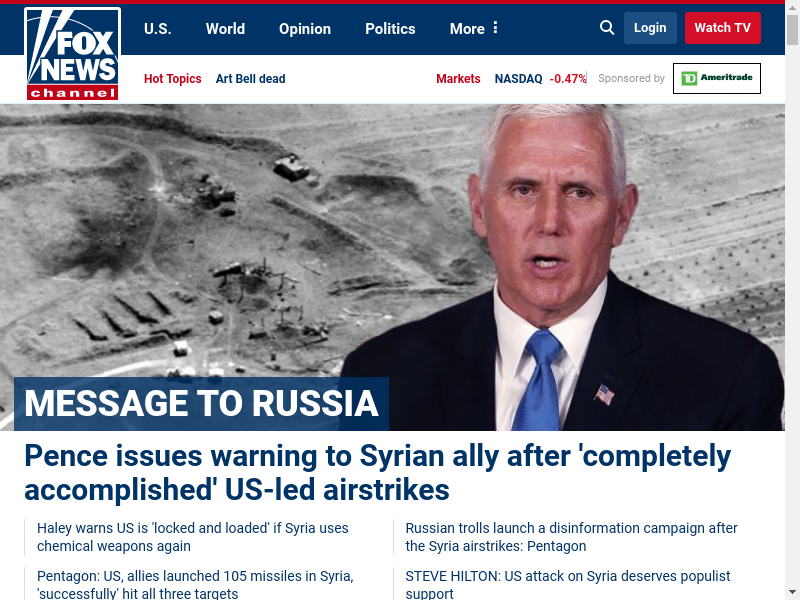 FOX
NEWS
channel
U.S. World Opinion Politics More Login Watch TV
Hot Topics Art Bell dead Markets NASDAQ -0.47% Sponsored by TD Ameritrade
MESSAGE TO RUSSIA
Pence issues warning to Syrian ally after 'completely
accomplished' US-led airstrikes
Haley warns US is 'locked and loaded' if Syria uses
chemical weapons again
Russian trolls launch a disinformation campaign after
the Syria airstrikes: Pentagon
Pentagon: US, allies launched 105 missiles in Syria,
'successfully' hit all three targets
STEVE HILTON: US attack on Syria deserves populist
support